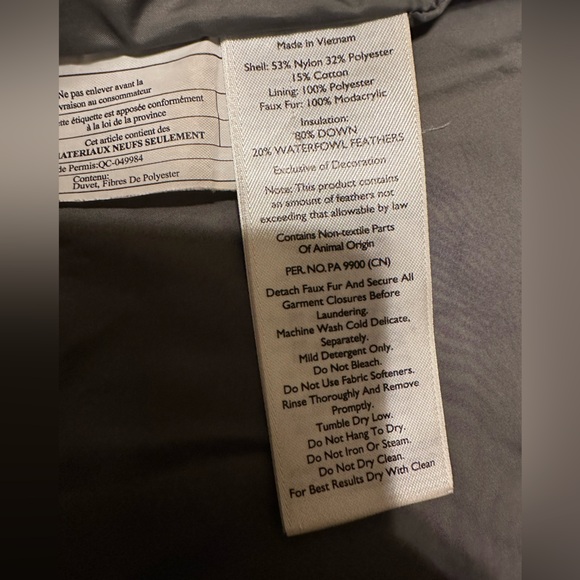 Ne pas enlever avant la
vraison au consommateur
tte étiquette est apposée conformément
à la loi de la province
Cet article contient des
MATERIAUX NEUFS SEULEMENT
de Permis:QC-049984
Contenu:
Duvet, Fibres De Polyester
Made in Vietnam
Shell: 53% Nylon 32% Polyester
15% Cotton
Lining: 100% Polyester
Faux Fur: 100% Modacrylic
Insulation:
80% DOWN
20% WATERFOWL FEATHERS
Exclusive of Decoration
Note: This product contains
an amount of feathers not
exceeding that allowable by law
Contains Non-textile Parts
Of Animal Origin
PER. NO. PA 9900 (CN)
Detach Faux Fur And Secure All
Garment Closures Before
Laundering.
Machine Wash Cold Delicate,
Separately.
Mild Detergent Only.
Do Not Bleach.
Do Not Use Fabric Softeners.
Rinse Thoroughly And Remove
Promptly.
Tumble Dry Low.
Do Not Hang To Dry.
Do Not Iron Or Steam.
Do Not Dry Clean.
For Best Results Dry With Clean